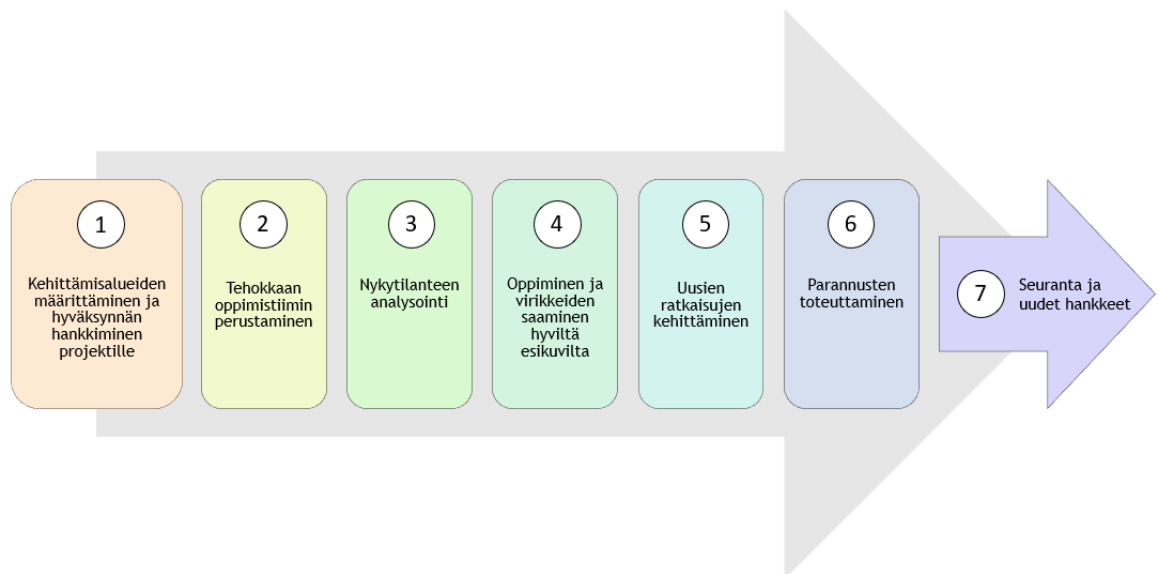 1
Kehittämisalueiden
määrittäminen ja
hyväksynnän
hankkiminen
projektille
2
Tehokkaan
oppimistiimin
perustaminen
3
Nykytilanteen
analysointi
4
Oppiminen ja
virikkeiden
saaminen
hyviltä
esikuvilta
5
Uusien
ratkaisujen
kehittäminen
6
Parannusten
toteuttaminen
7
Seuranta ja
uudet hankkeet